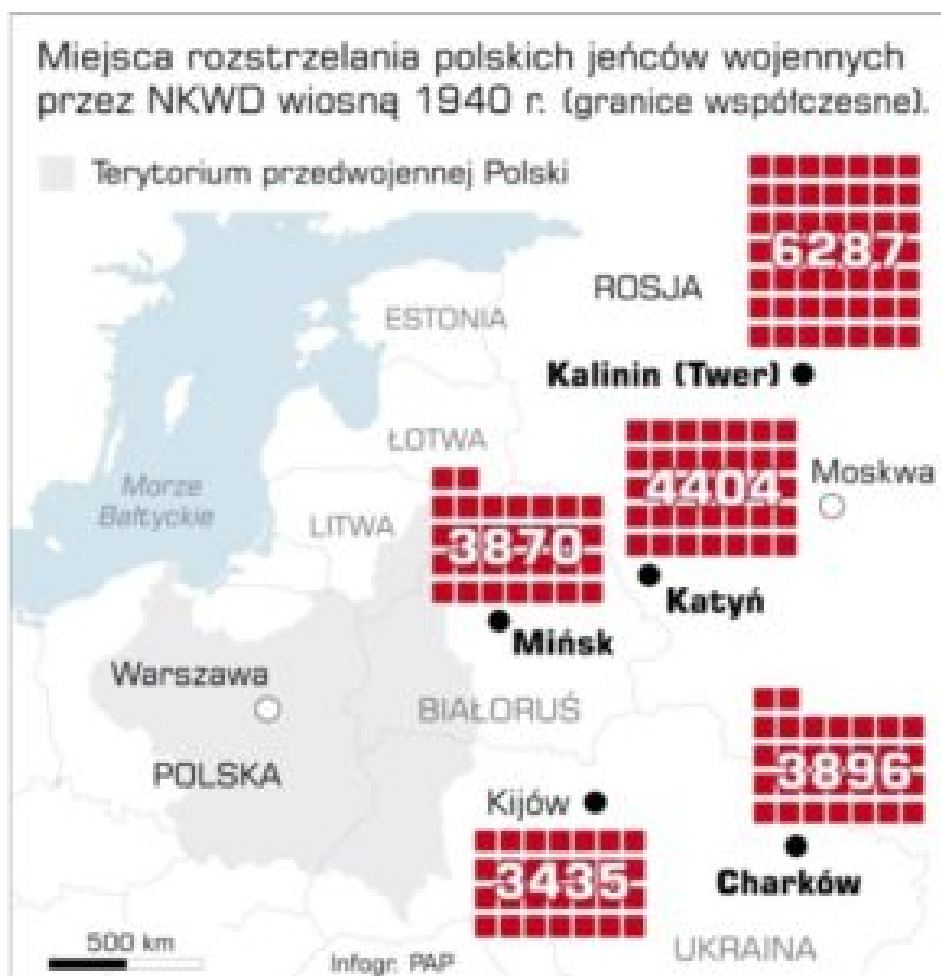 Miejsca rozstrzelania polskich jeńców wojennych
przez NKWD wiosną 1940 r. (granice współczesne).
Terytorium przedwojennej Polski
6287
ROSJA
ESTONIA
Kalinin (Twer)
ŁOTWA
4404
Moskwa
Morze
Bałtyckie
LITWA
3870
Katyń
Mińsk
Warszawa
BIAŁORUŚ
POLSKA
3896
Kijów
3435
Charków
500 km
Infogr. PAP
UKRAINA